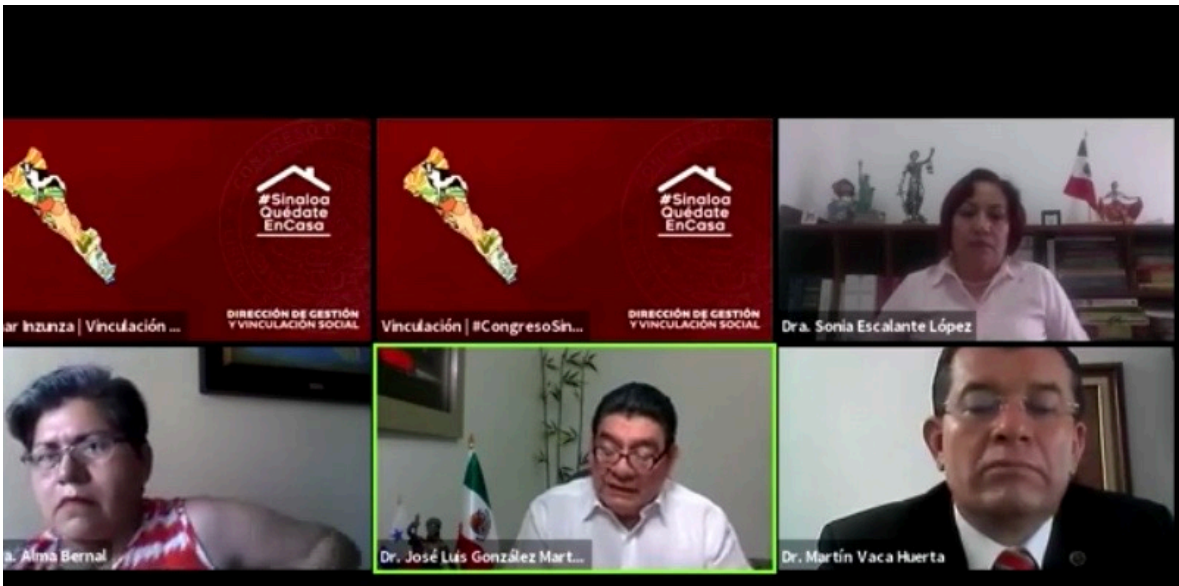 #Sinaloa
Quédate
EnCasa
DIRECCIÓN DE GESTIÓN
Y VINCULACIÓN SOCIAL
ar Inzunza | Vinculación ...
#Sinaloa
Quédate
EnCasa
DIRECCIÓN DE GESTIÓN
Y VINCULACIÓN SOCIAL
Vinculación | #CongresoSin...
Dra. Sonia Escalante López
a. Alma Bernal
Dr. José Luis González Mart...
Dr. Martín Vaca Huerta